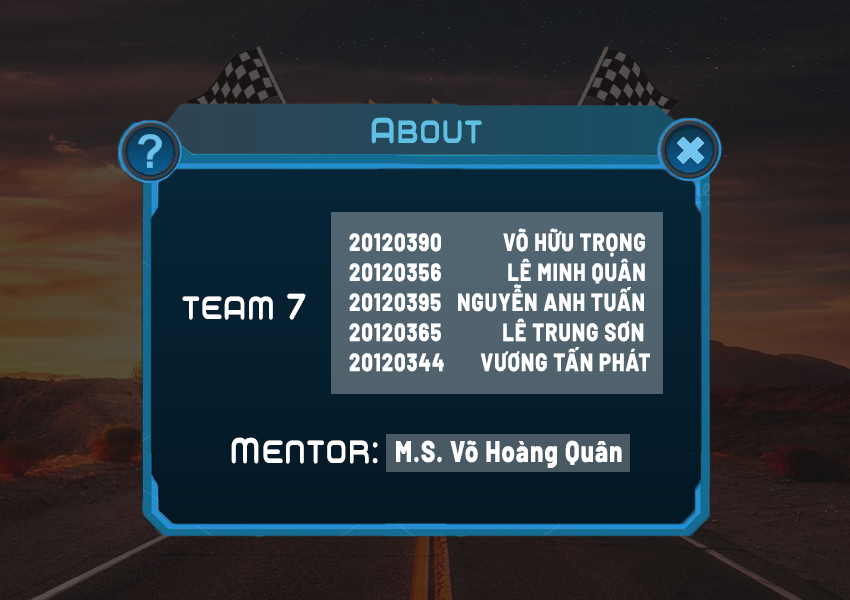 ABOUT
?
TEAM 7
20120390 VÕ HỮU TRỌNG
20120356 LÊ MINH QUÂN
20120395 NGUYỄN ANH TUẤN
20120365 LÊ TRUNG SƠN
20120344 VƯƠNG TẤN PHÁT
MENTOR: M.S. Võ Hoàng Quân